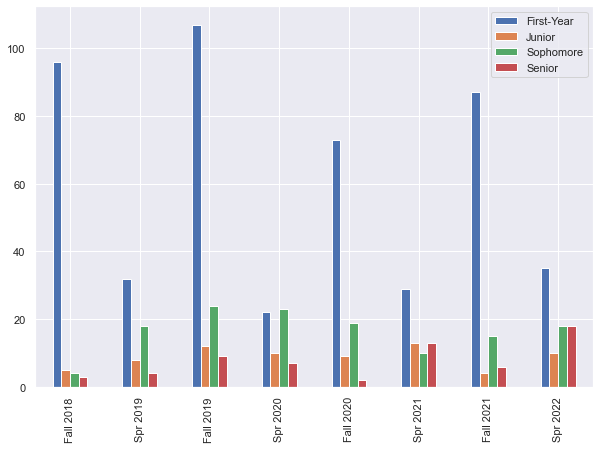 First-Year
Junior
Sophomore
Senior
100
80
60
40
20
0
Fall 2018
Spr 2019
Fall 2019
Spr 2020
Fall 2020
Spr 2021
Fall 2021
Spr 2022